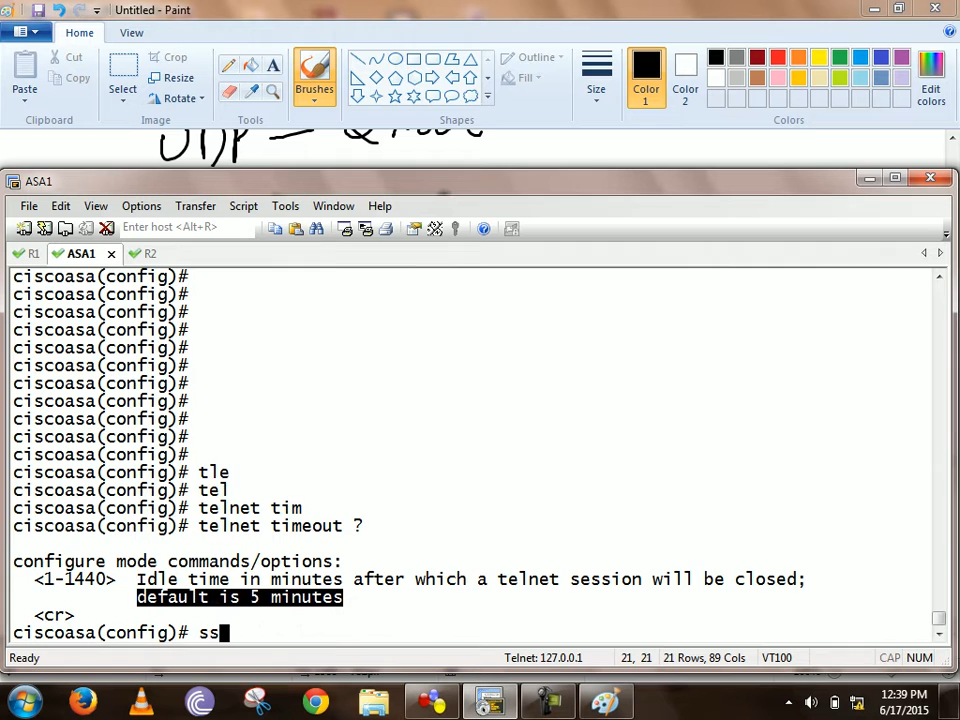 Untitled - Paint
Home
View
Paste
Cut
Copy
Clipboard
Select
Crop
Resize
Rotate
Image
Tools
Brushes
Shapes
Outline
Fill
Size
Color 1
Color 2
Edit colors
Colors
UDP —
ASA1
File Edit View Options Transfer Script Tools Window Help
Enter host <Alt+R>
R1 ASA1 R2
ciscoasa(config)#
ciscoasa(config)#
ciscoasa(config)#
ciscoasa(config)#
ciscoasa(config)#
ciscoasa(config)#
ciscoasa(config)#
ciscoasa(config)#
ciscoasa(config)#
ciscoasa(config)#
ciscoasa(config)#
ciscoasa(config)# tle
ciscoasa(config)# tel
ciscoasa(config)# telnet tim
ciscoasa(config)# telnet timeout ?
configure mode commands/options:
<1-1440> Idle time in minutes after which a telnet session will be closed;
default is 5 minutes
<cr>
ciscoasa(config)# ss
Ready Telnet: 127.0.0.1 21, 21 21 Rows, 89 Cols VT100 CAP NUM
12:39 PM
6/17/2015